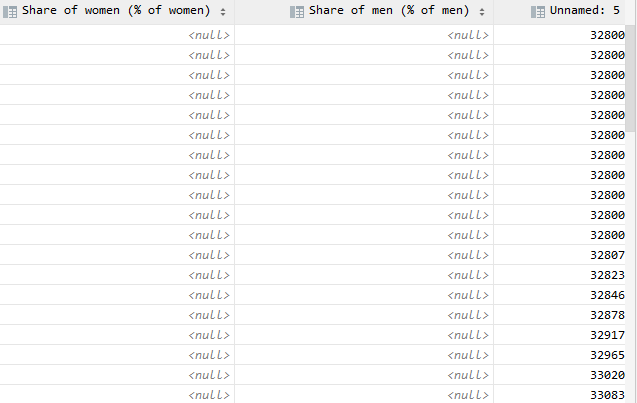 Share of women (% of women) Share of men (% of men) Unnamed: 5
<null> <null> 32800
<null> <null> 32800
<null> <null> 32800
<null> <null> 32800
<null> <null> 32800
<null> <null> 32800
<null> <null> 32800
<null> <null> 32800
<null> <null> 32800
<null> <null> 32800
<null> <null> 32800
<null> <null> 32807
<null> <null> 32823
<null> <null> 32846
<null> <null> 32878
<null> <null> 32917
<null> <null> 32965
<null> <null> 33020
<null> <null> 33083